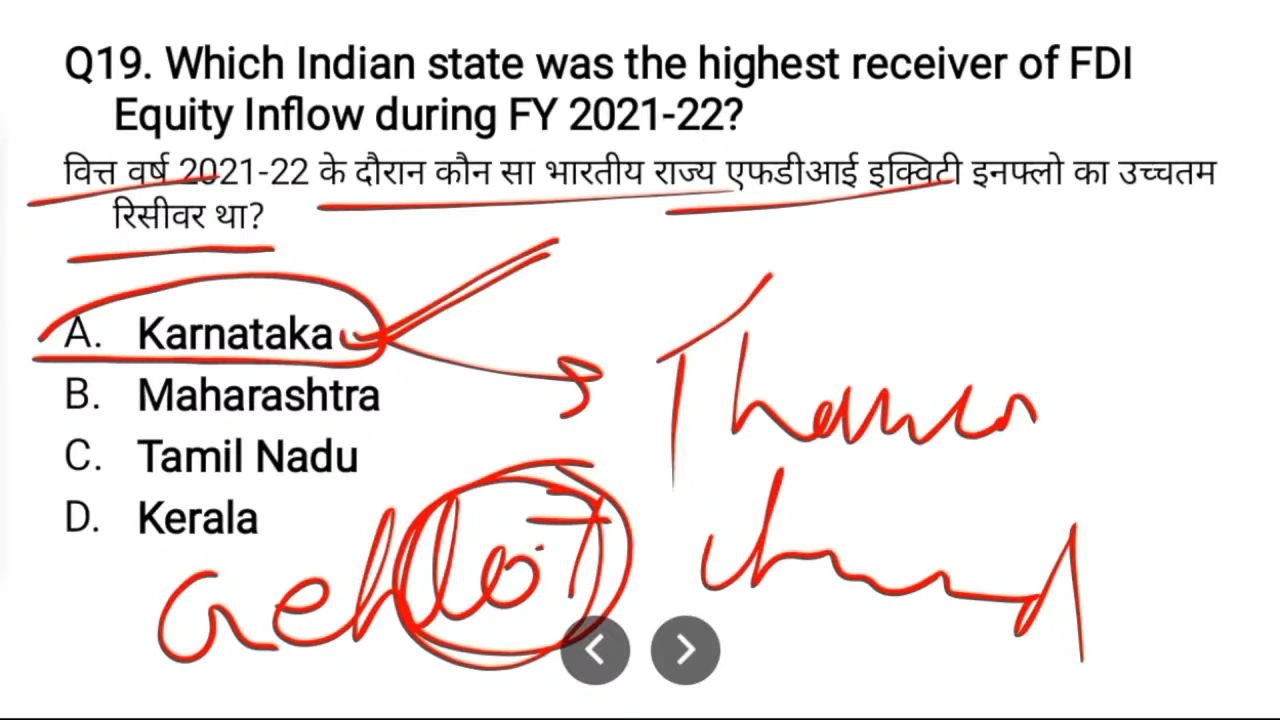 Q19. Which Indian state was the highest receiver of FDI
Equity Inflow during FY 2021-22?
वित्त वर्ष 2021-22 के दौरान कौन सा भारतीय राज्य एफडीआई इक्विटी इनफ्लो का उच्चतम
रिसीवर था?
A. Karnataka
B. Maharashtra
C. Tamil Nadu
D. Kerala
Gehlot